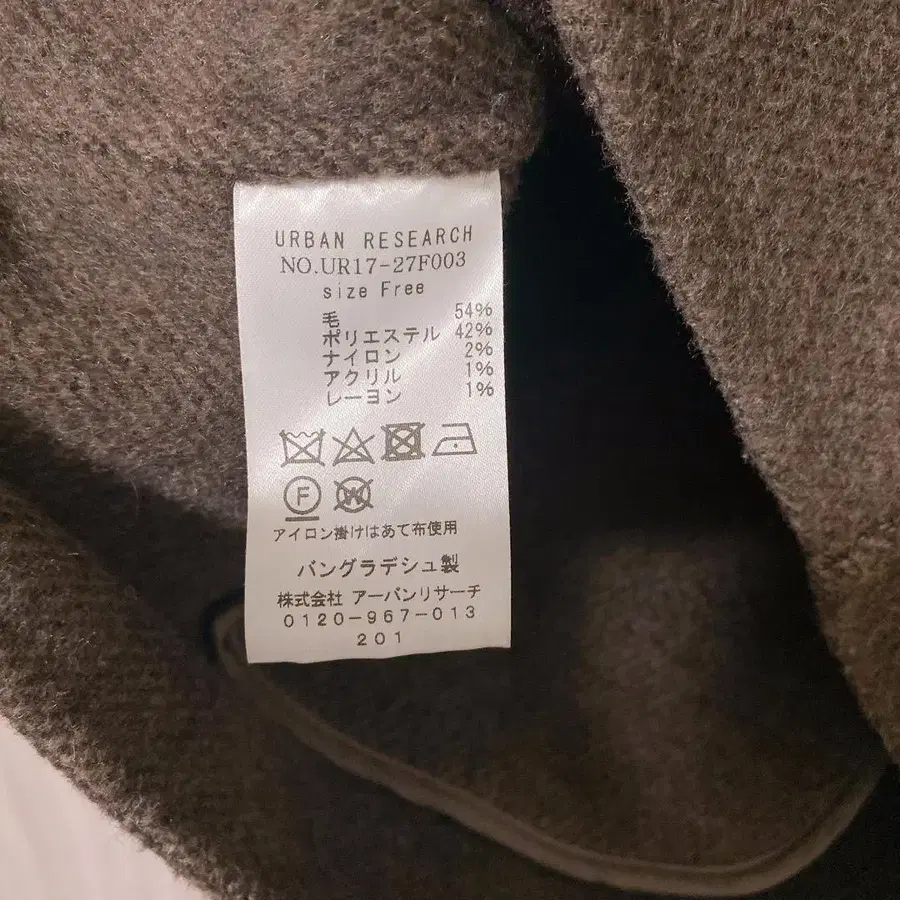 URBAN RESEARCH
NO.UR17-27F003
size Free
毛 54%
ポリエステル 42%
ナイロン 2%
アクリル 1%
レーヨン 1%
F W
アイロン掛けはあて布使用
バングラデシュ製
株式会社 アーバンリサーチ
0120-967-013
201